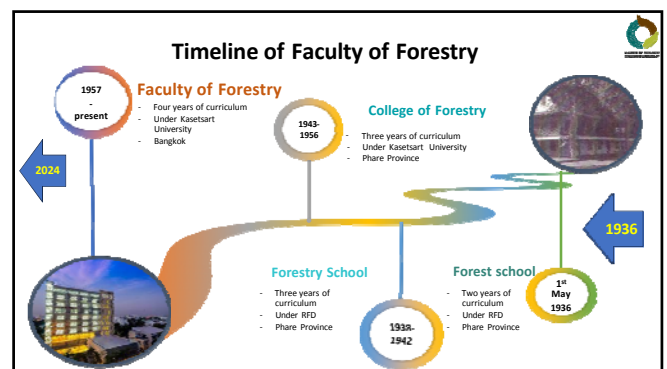 Timeline of Faculty of Forestry
1957
-
present
Faculty of Forestry
- Four years of curriculum
- Under Kasetsart
University
- Bangkok
2024
1943-
1956
College of Forestry
- Three years of curriculum
- Under Kasetsart University
- Phare Province
1936
Forestry School
- Three years of
curriculum
- Under RFD
- Phare Province
1942
Forest school
- Two years of
curriculum
- Under RFD
- Phare Province
1st
May
1936